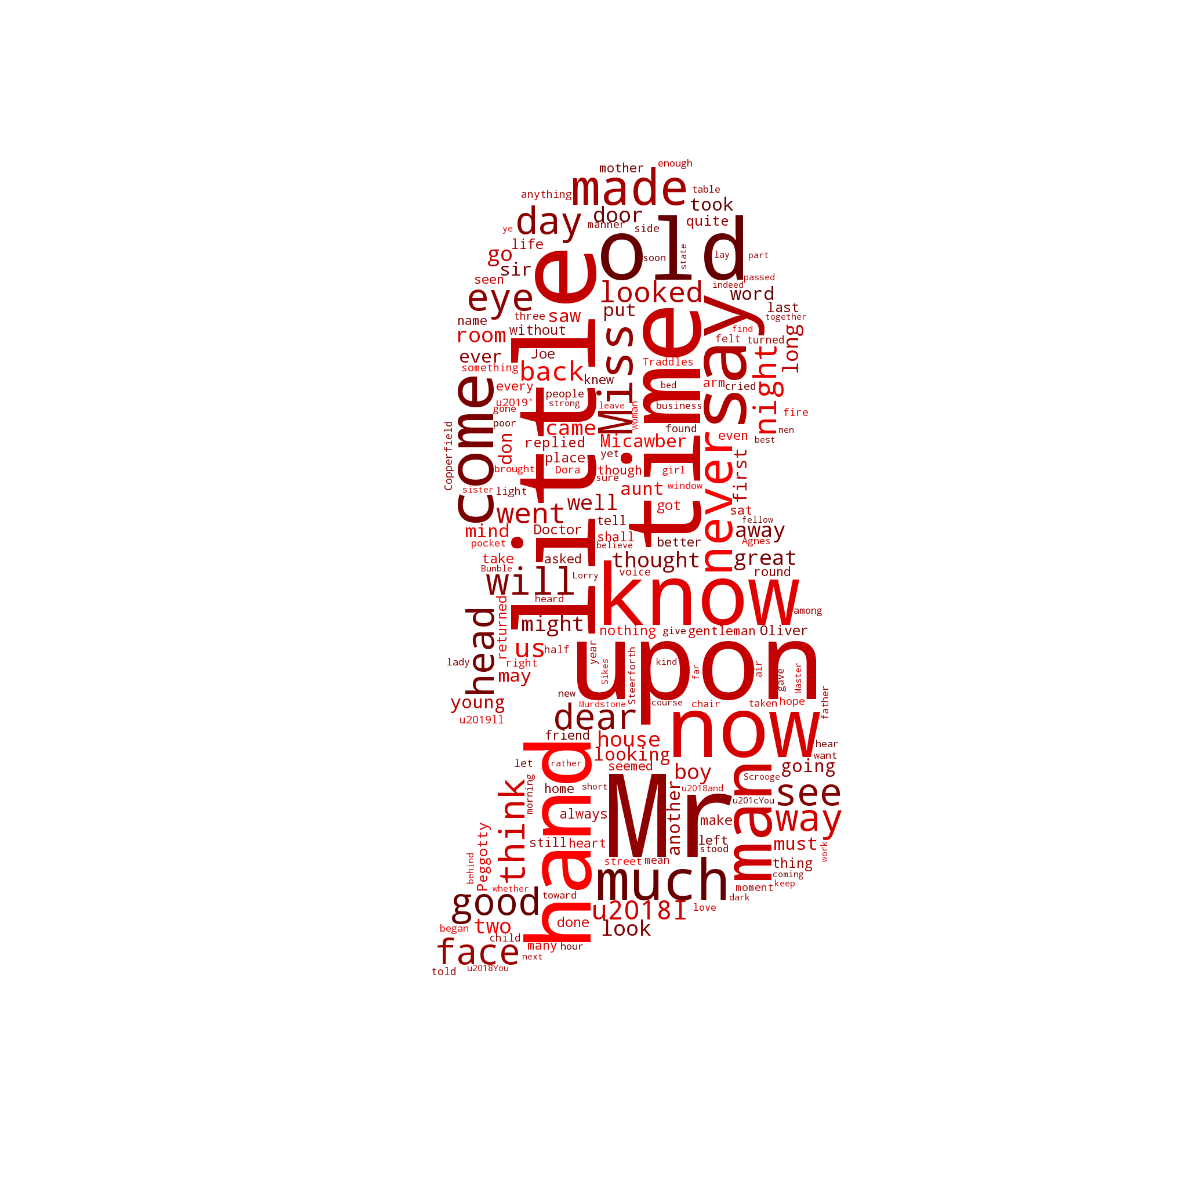 enough
mother
made
table
anything
took
day
door
quite
manner
side
ye
old
life
go
sir
soon
state
lay
part
seen
passed
indeed
eye
looked
word
little
time
say
put
last
name
three
saw
together
room
without
Miss
find
long
felt
turned
ever
Joe
night
something
back
knew
Traddles
come
every
people
bed
arm
cried
u2019'
strong
leave
business
woman
gone
fire
poor
don
came
found
even
men
best
Copperfield
replied
Micawber
never
first
place
yet
brought
Dora
though
girl
sure
sister
light
aunt
window
went
well
got
sat
mind
Doctor
tell
fellow
away
pocket
shall
believe
better
Agnes
take
asked
thought
great
Bumble
will
Lorry
voice
round
heard
know
among
head
returned
might
nothing
give
gentleman
Oliver
us
half
year
upon
lady
right
Sikes
Steerforth
kind
far
air
gave
Master
may
new
young
Murdstone
course
chair
taken
hope
father
u2019ll
dear
now
friend
house
hear
hand
looking
want
let
rather
seemed
boy
man
going
think
morning
home
short
Mr
u2018and
Scrooge
see
another
u201cYou
always
make
way
Peggotty
still
heart
left
must
work
behind
street
mean
stood
thing
whether
toward
much
moment
coming
keep
good
dark
u2018I
love
began
two
done
look
child
face
many
hour
next
told
u2018You